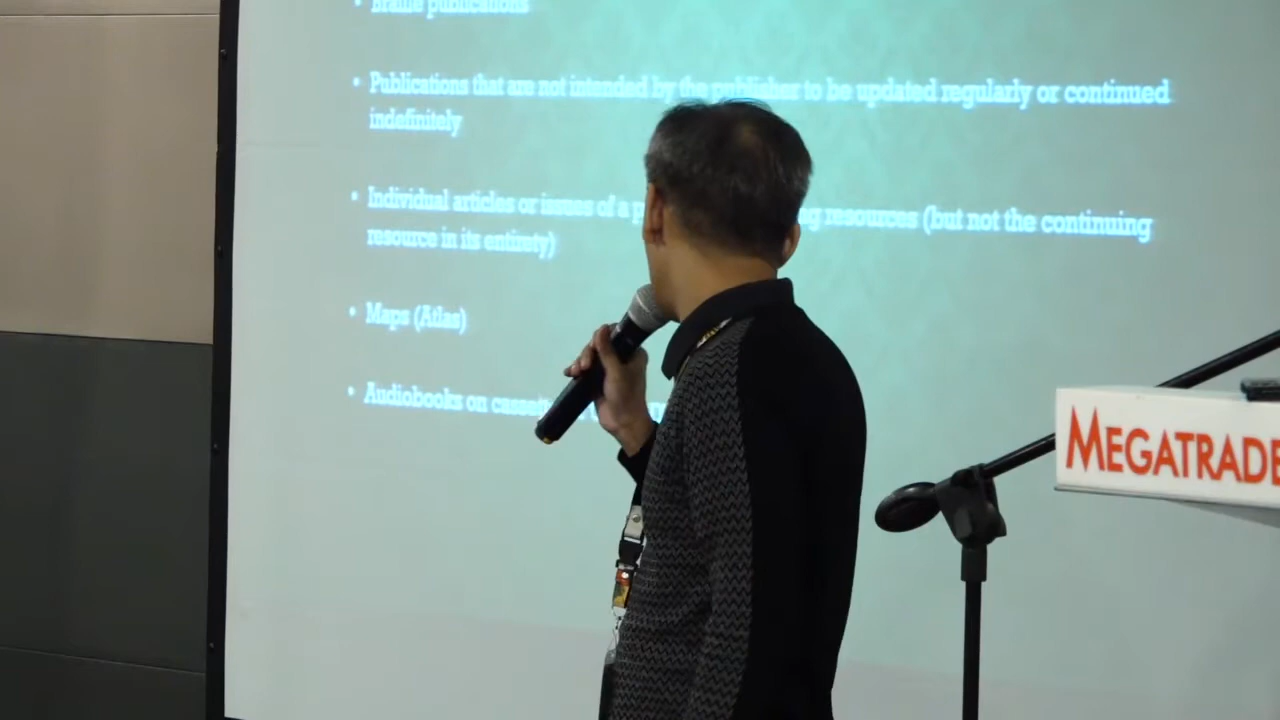 • Braille publications
• Publications that are not intended by the publisher to be updated regularly or continued
indefinitely
• Individual articles or issues of a resources (but not the continuing
resource in its entirety)
• Maps (Atlas)
• Audiobooks on
MEGATRADE